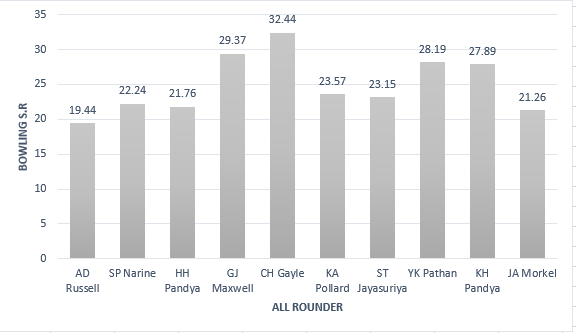 35
32.44
30
29.37
28.19
27.89
25
23.57
23.15
22.24
21.76
21.26
20
19.44
15
10
5
0
BOWLING S.R
AD Russell
SP Narine
HH Pandya
GJ Maxwell
CH Gayle
KA Pollard
ST Jayasuriya
YK Pathan
KH Pandya
JA Morkel
ALL ROUNDER